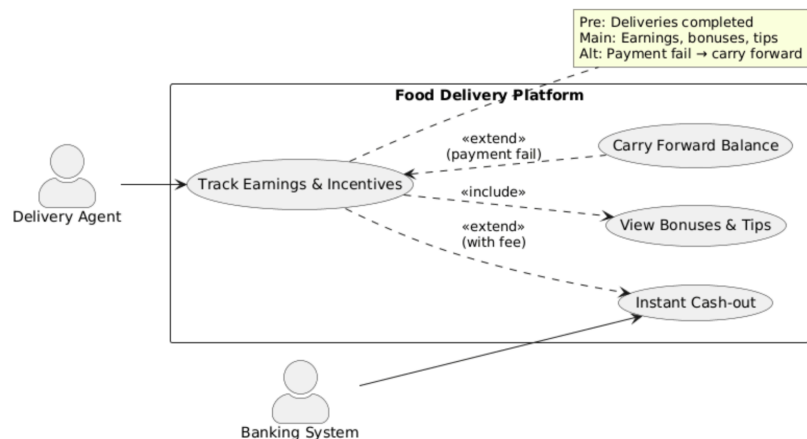 Pre: Deliveries completed
Main: Earnings, bonuses, tips
Alt: Payment fail → carry forward
Food Delivery Platform
«extend»
(payment fail)
Carry Forward Balance
Track Earnings & Incentives
Delivery Agent
«include»
View Bonuses & Tips
«extend»
(with fee)
Instant Cash-out
Banking System